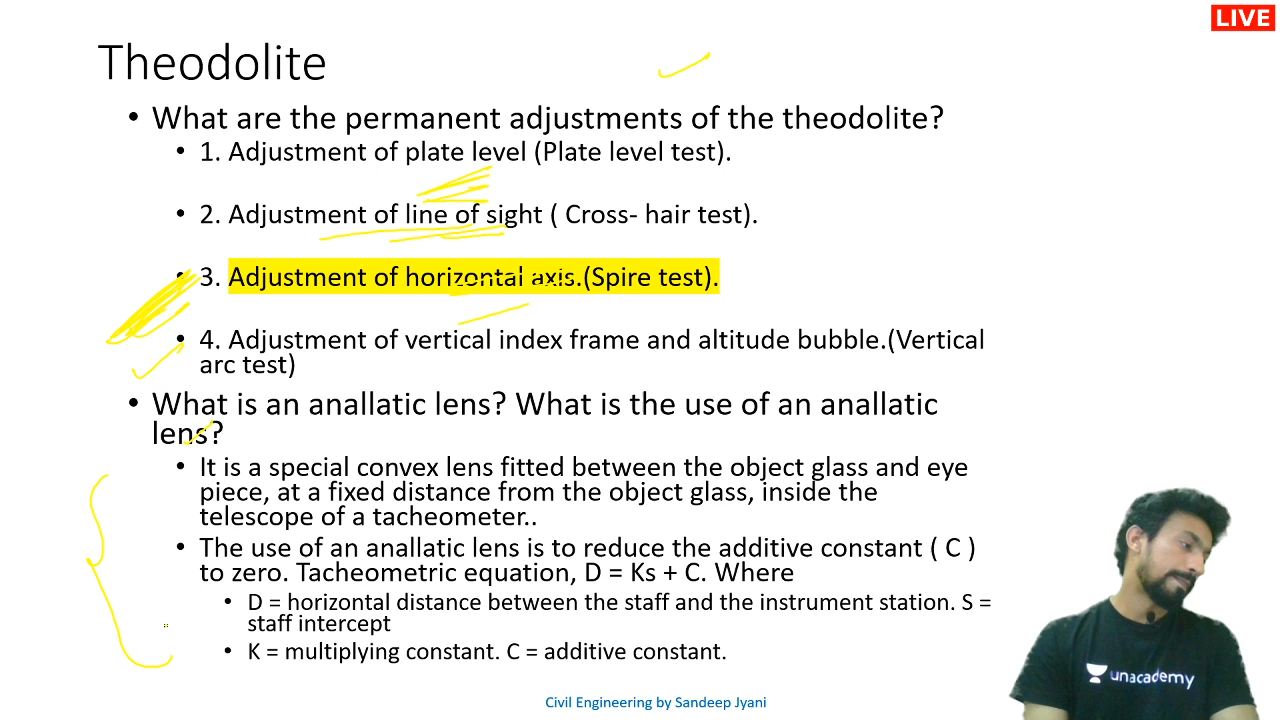 LIVE
Theodolite
• What are the permanent adjustments of the theodolite?
• 1. Adjustment of plate level (Plate level test).
• 2. Adjustment of line of sight ( Cross- hair test).
• 3. Adjustment of horizontal axis.(Spire test).
• 4. Adjustment of vertical index frame and altitude bubble.(Vertical
arc test)
• What is an anallatic lens? What is the use of an anallatic
lens?
• It is a special convex lens fitted between the object glass and eye
piece, at a fixed distance from the object glass, inside the
telescope of a tacheometer..
• The use of an anallatic lens is to reduce the additive constant ( C )
to zero. Tacheometric equation, D = Ks + C. Where
• D = horizontal distance between the staff and the instrument station. S =
staff intercept
• K = multiplying constant. C = additive constant.
unacademy
Civil Engineering by Sandeep Jyani